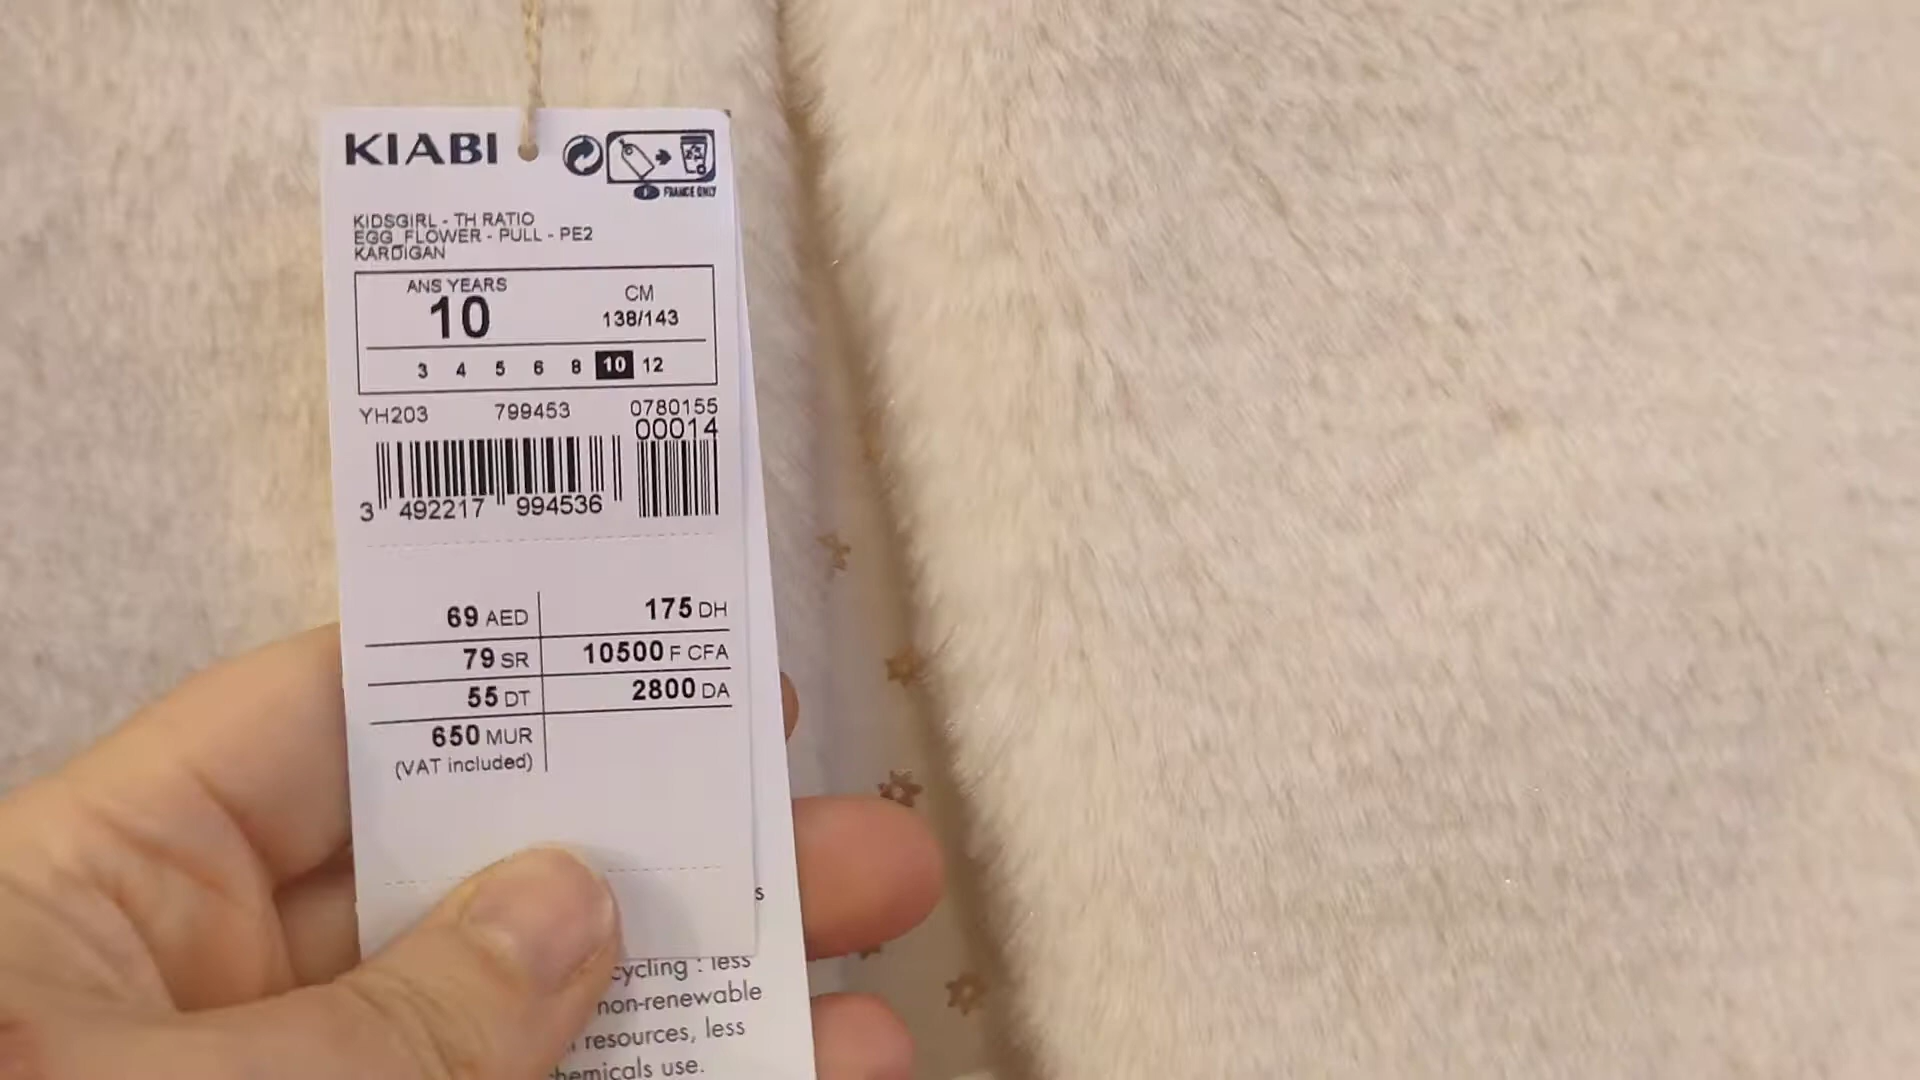 KIABI
FRANCE ONLY
KIDSGIRL - TH RATIO
EGG_FLOWER - PULL - PE2
KARDIGAN
ANS YEARS
10
CM
138/143
3 4 5 6 8 10 12
YH203 799453 0780155
00014
3 492217 994536
69 AED 175 DH
79 SR 10500 F CFA
55 DT 2800 DA
650 MUR
(VAT included)
s
cycling : less
non-renewable
resources, less
hemicals use.